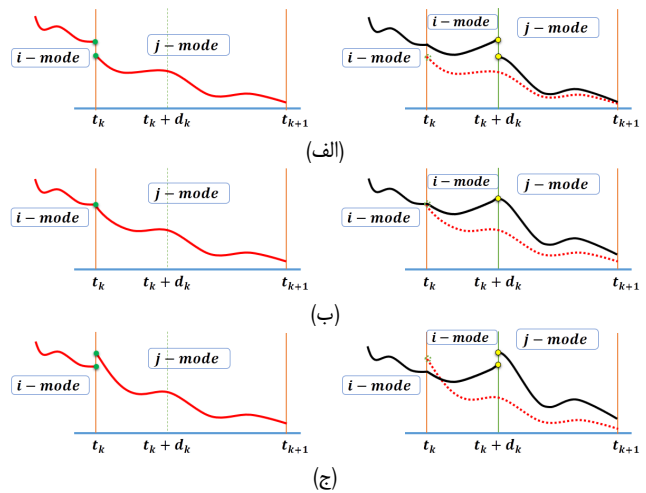 i − mode
j − mode
t_k
t_k + d_k
t_{k+1}
i − mode
i − mode
j − mode
t_k
t_k + d_k
t_{k+1}
(الف)
i − mode
j − mode
t_k
t_k + d_k
t_{k+1}
i − mode
i − mode
j − mode
t_k
t_k + d_k
t_{k+1}
(ب)
i − mode
j − mode
t_k
t_k + d_k
t_{k+1}
i − mode
i − mode
j − mode
t_k
t_k + d_k
t_{k+1}
(ج)